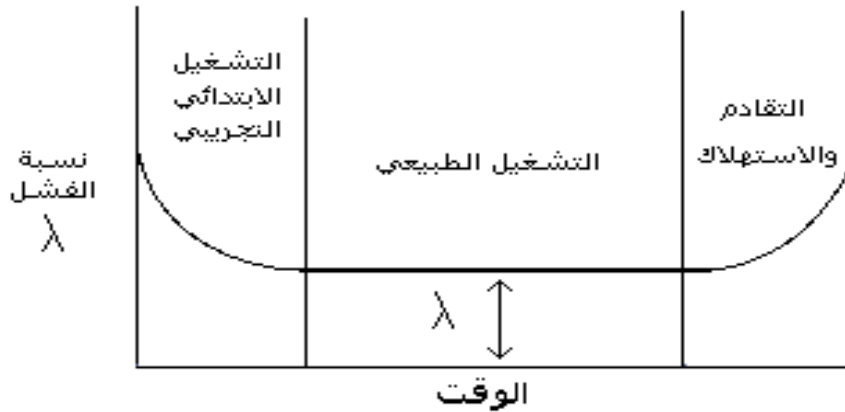 التشغيل
الابتدائي
التجريبي
التشغيل الطبيعي
التقادم
والاستهلاك
نسبة
الفشل
λ
λ
الوقت